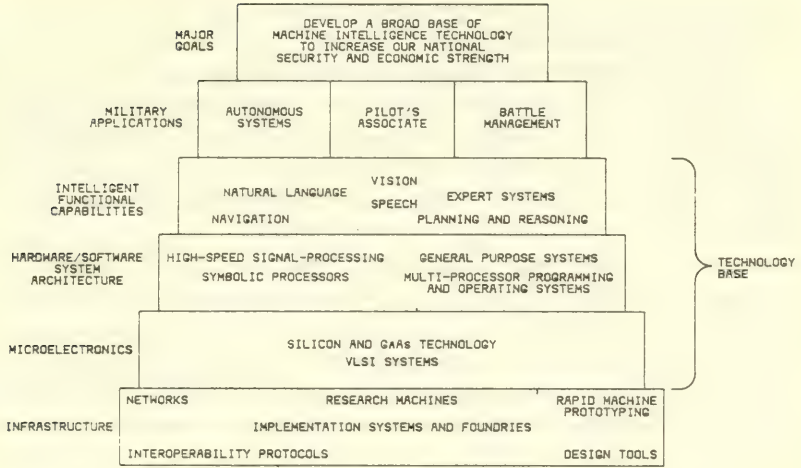 MAJOR GOALS
DEVELOP A BROAD BASE OF
MACHINE INTELLIGENCE TECHNOLOGY
TO INCREASE OUR NATIONAL
SECURITY AND ECONOMIC STRENGTH
MILITARY
APPLICATIONS
AUTONOMOUS
SYSTEMS
PILOT'S
ASSOCIATE
BATTLE
MANAGEMENT
INTELLIGENT
FUNCTIONAL
CAPABILITIES
NATURAL LANGUAGE
VISION
SPEECH
EXPERT SYSTEMS
NAVIGATION
PLANNING AND REASONING
HARDWARE/SOFTWARE
SYSTEM
ARCHITECTURE
HIGH-SPEED SIGNAL-PROCESSING
GENERAL PURPOSE SYSTEMS
SYMBOLIC PROCESSORS
MULTI-PROCESSOR PROGRAMMING
AND OPERATING SYSTEMS
TECHNOLOGY
BASE
MICROELECTRONICS
SILICON AND GAAs TECHNOLOGY
VLSI SYSTEMS
INFRASTRUCTURE
NETWORKS
RESEARCH MACHINES
RAPID MACHINE
PROTOTYPING
IMPLEMENTATION SYSTEMS AND FOUNDRIES
INTEROPERABILITY PROTOCOLS
DESIGN TOOLS